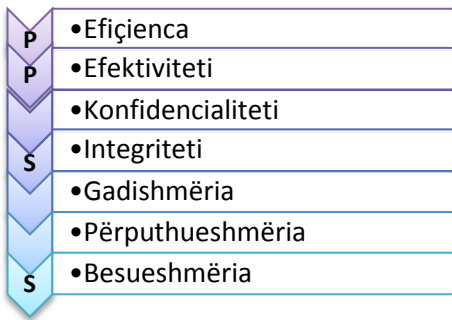 P •Efiçienca
P •Efektiviteti
•Konfidencialiteti
S •Integriteti
•Gadishmëria
•Përputhueshmëria
S •Besueshmëria